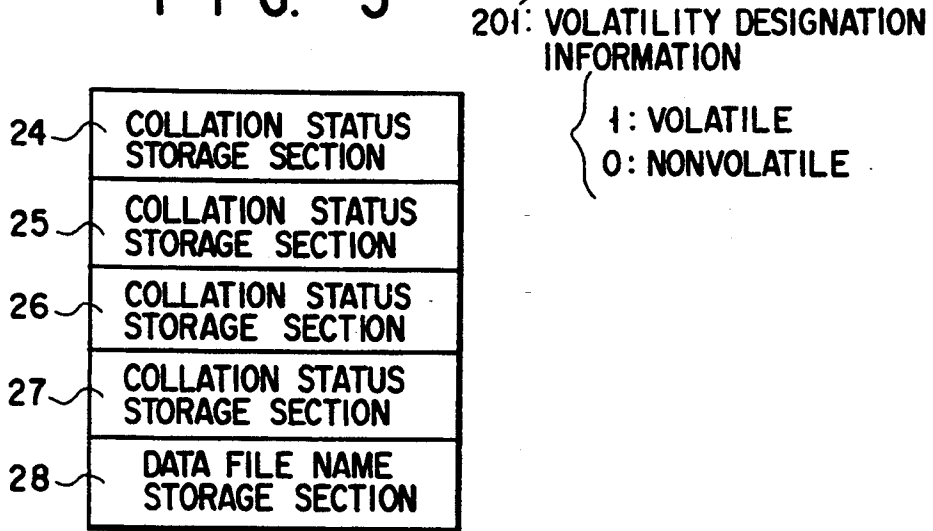 201: VOLATILITY DESIGNATION
INFORMATION
1: VOLATILE
0: NONVOLATILE
24 COLLATION STATUS
STORAGE SECTION
25 COLLATION STATUS
STORAGE SECTION
26 COLLATION STATUS
STORAGE SECTION
27 COLLATION STATUS
STORAGE SECTION
28 DATA FILE NAME
STORAGE SECTION